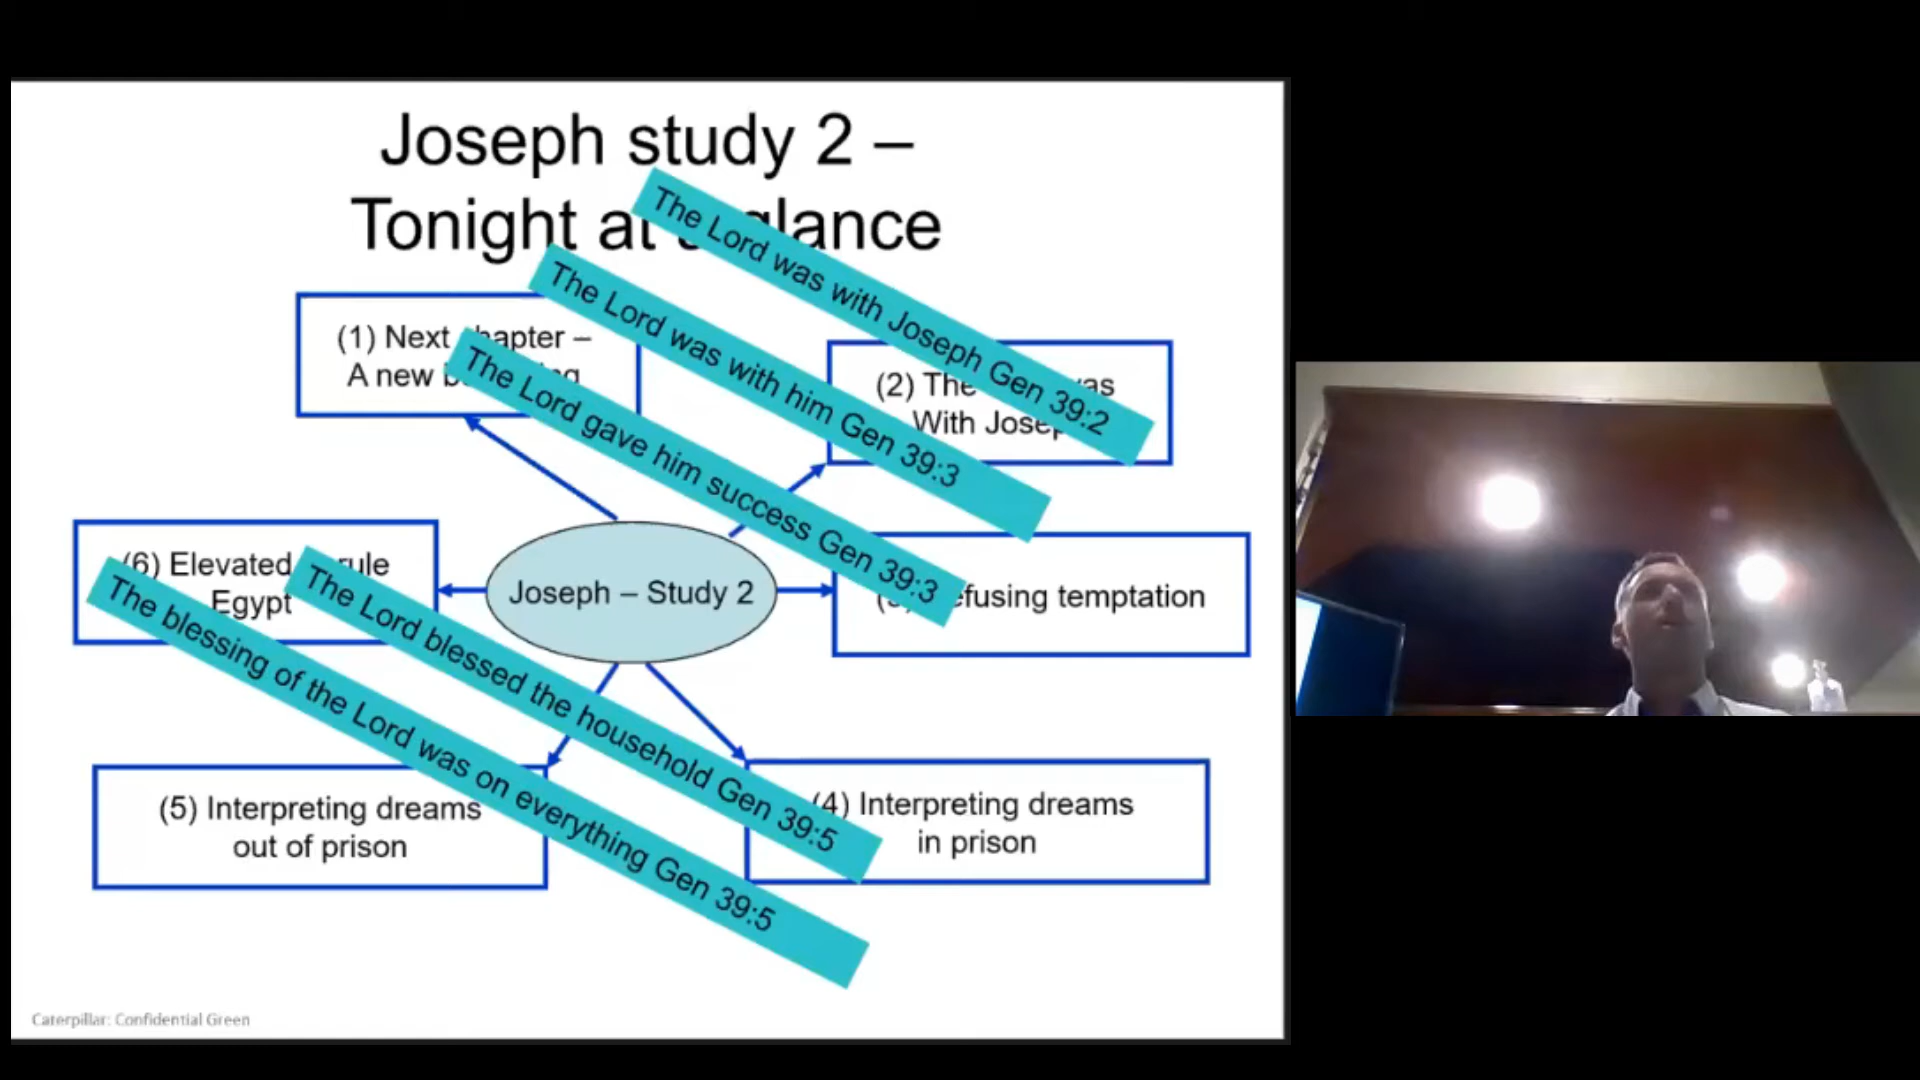 Joseph study 2 –
Tonight at glance
The Lord was with Joseph Gen 39:2
The Lord was with him Gen 39:3
The Lord gave him success Gen 39:3
(1) Next chapter –
A new
(2) The
With Joseph
(6) Elevated rule
Egypt
Joseph – Study 2
refusing temptation
The Lord blessed the household Gen 39:5
The blessing of the Lord was on everything Gen 39:5
(5) Interpreting dreams
out of prison
(4) Interpreting dreams
in prison
Caterpillar: Confidential Green